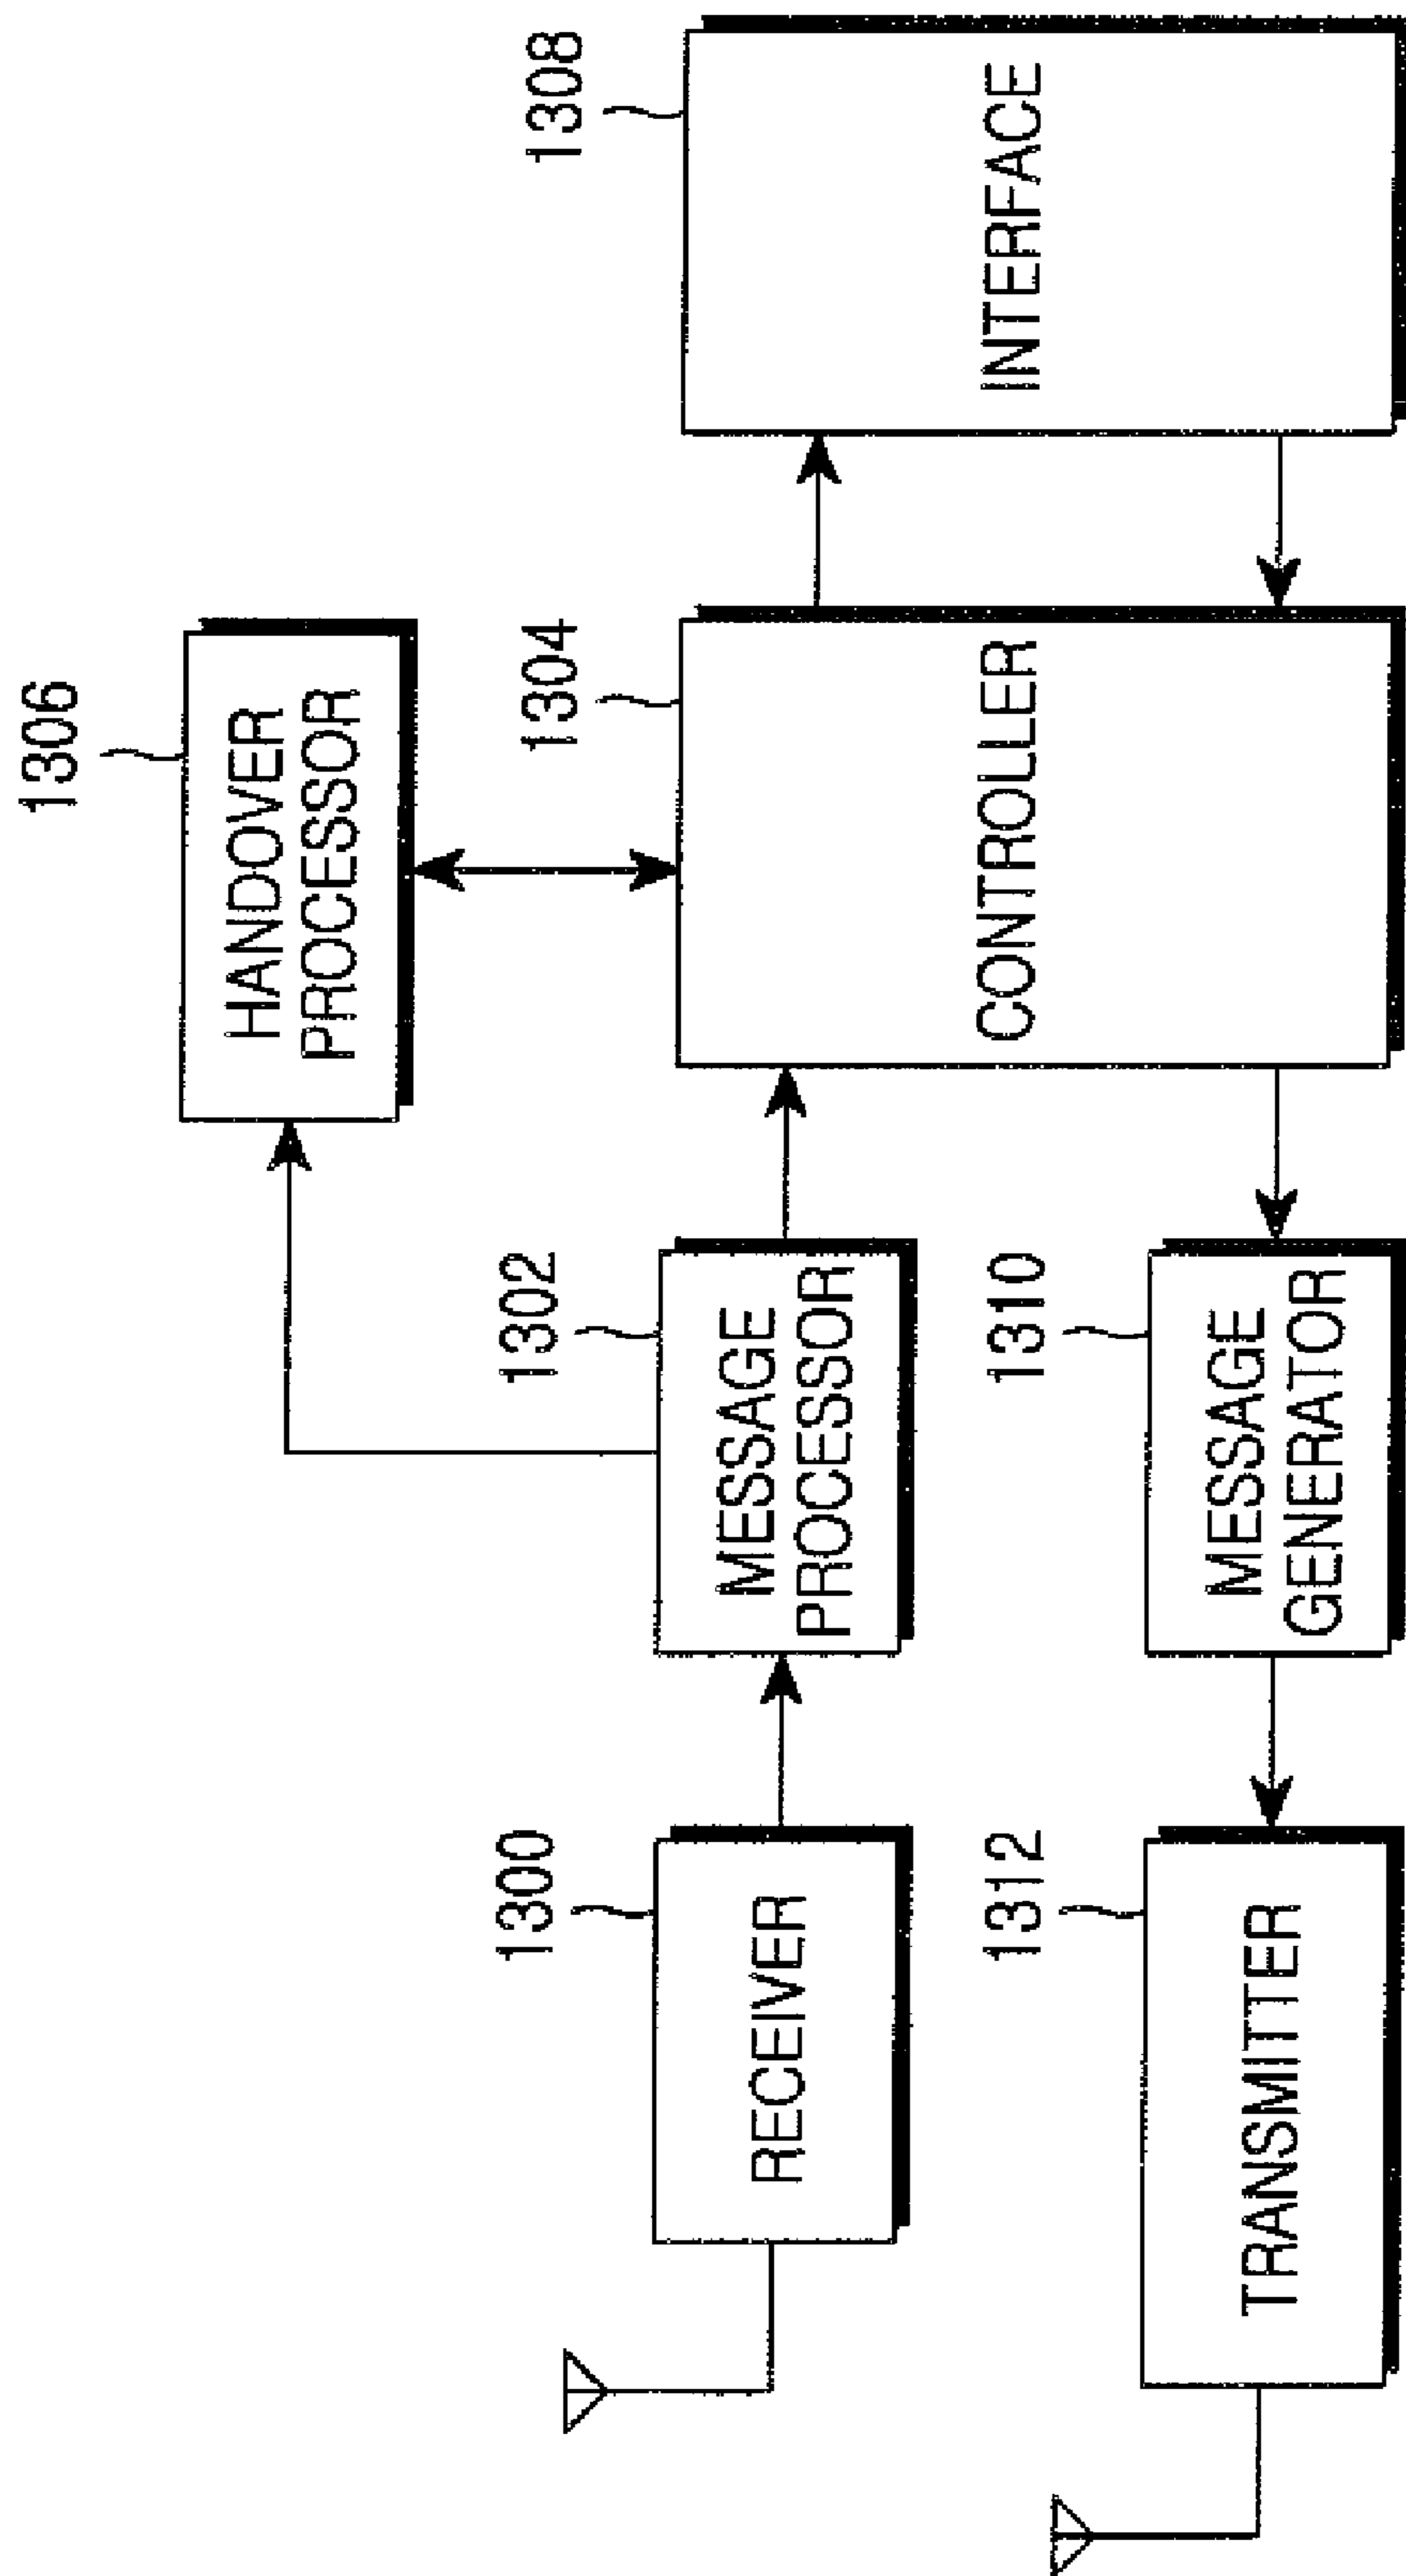 1306
HANDOVER
PROCESSOR
1300
RECEIVER
1302
MESSAGE
PROCESSOR
1304
CONTROLLER
1308
INTERFACE
1312
TRANSMITTER
1310
MESSAGE
GENERATOR